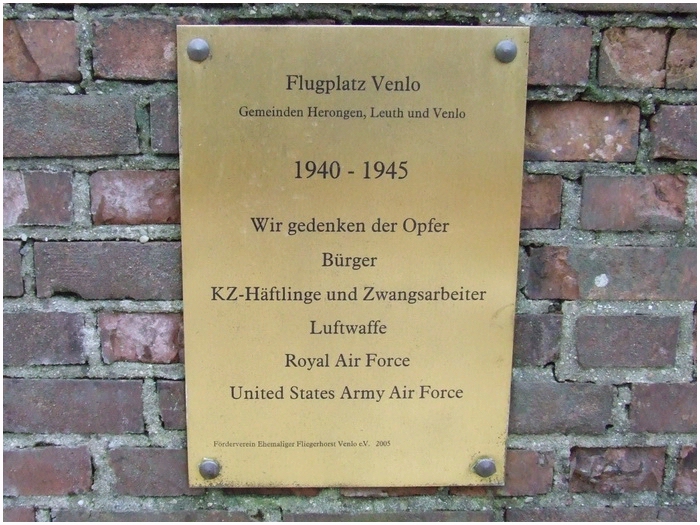 Flugplatz Venlo
Gemeinden Herongen, Leuth und Venlo
1940 - 1945
Wir gedenken der Opfer
Bürger
KZ-Häftlinge und Zwangsarbeiter
Luftwaffe
Royal Air Force
United States Army Air Force
Förderverein Ehemaliger Fliegerhorst Venlo e.V. 2005